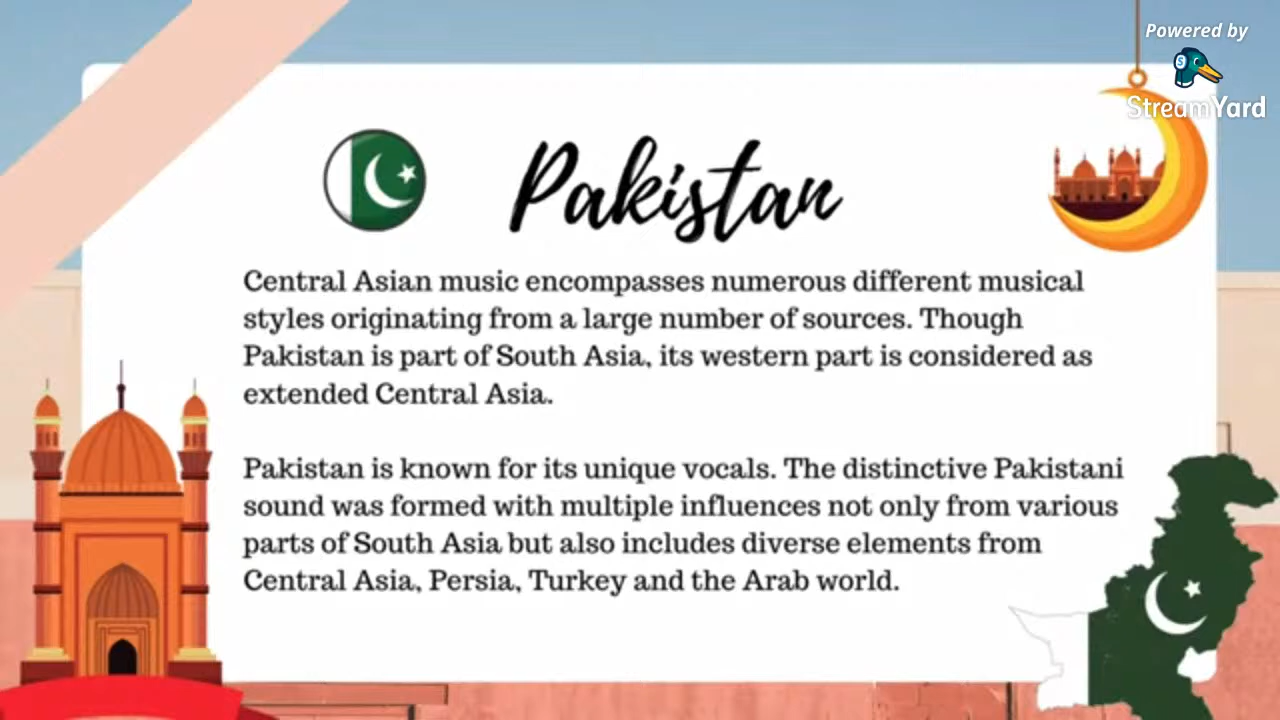 Powered by
StreamYard
Pakistan
Central Asian music encompasses numerous different musical
styles originating from a large number of sources. Though
Pakistan is part of South Asia, its western part is considered as
extended Central Asia.
Pakistan is known for its unique vocals. The distinctive Pakistani
sound was formed with multiple influences not only from various
parts of South Asia but also includes diverse elements from
Central Asia, Persia, Turkey and the Arab world.